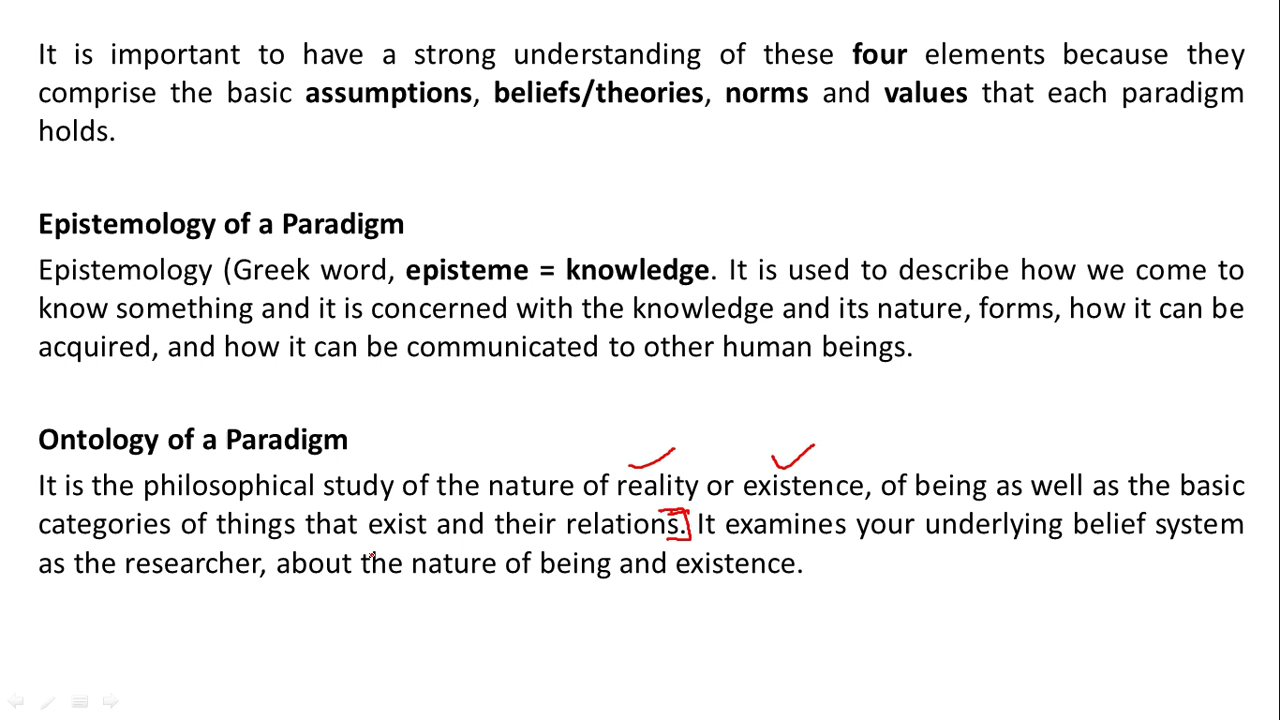 It is important to have a strong understanding of these four elements because they
comprise the basic assumptions, beliefs/theories, norms and values that each paradigm
holds.
Epistemology of a Paradigm
Epistemology (Greek word, episteme = knowledge. It is used to describe how we come to
know something and it is concerned with the knowledge and its nature, forms, how it can be
acquired, and how it can be communicated to other human beings.
Ontology of a Paradigm
It is the philosophical study of the nature of reality or existence, of being as well as the basic
categories of things that exist and their relations. It examines your underlying belief system
as the researcher, about the nature of being and existence.